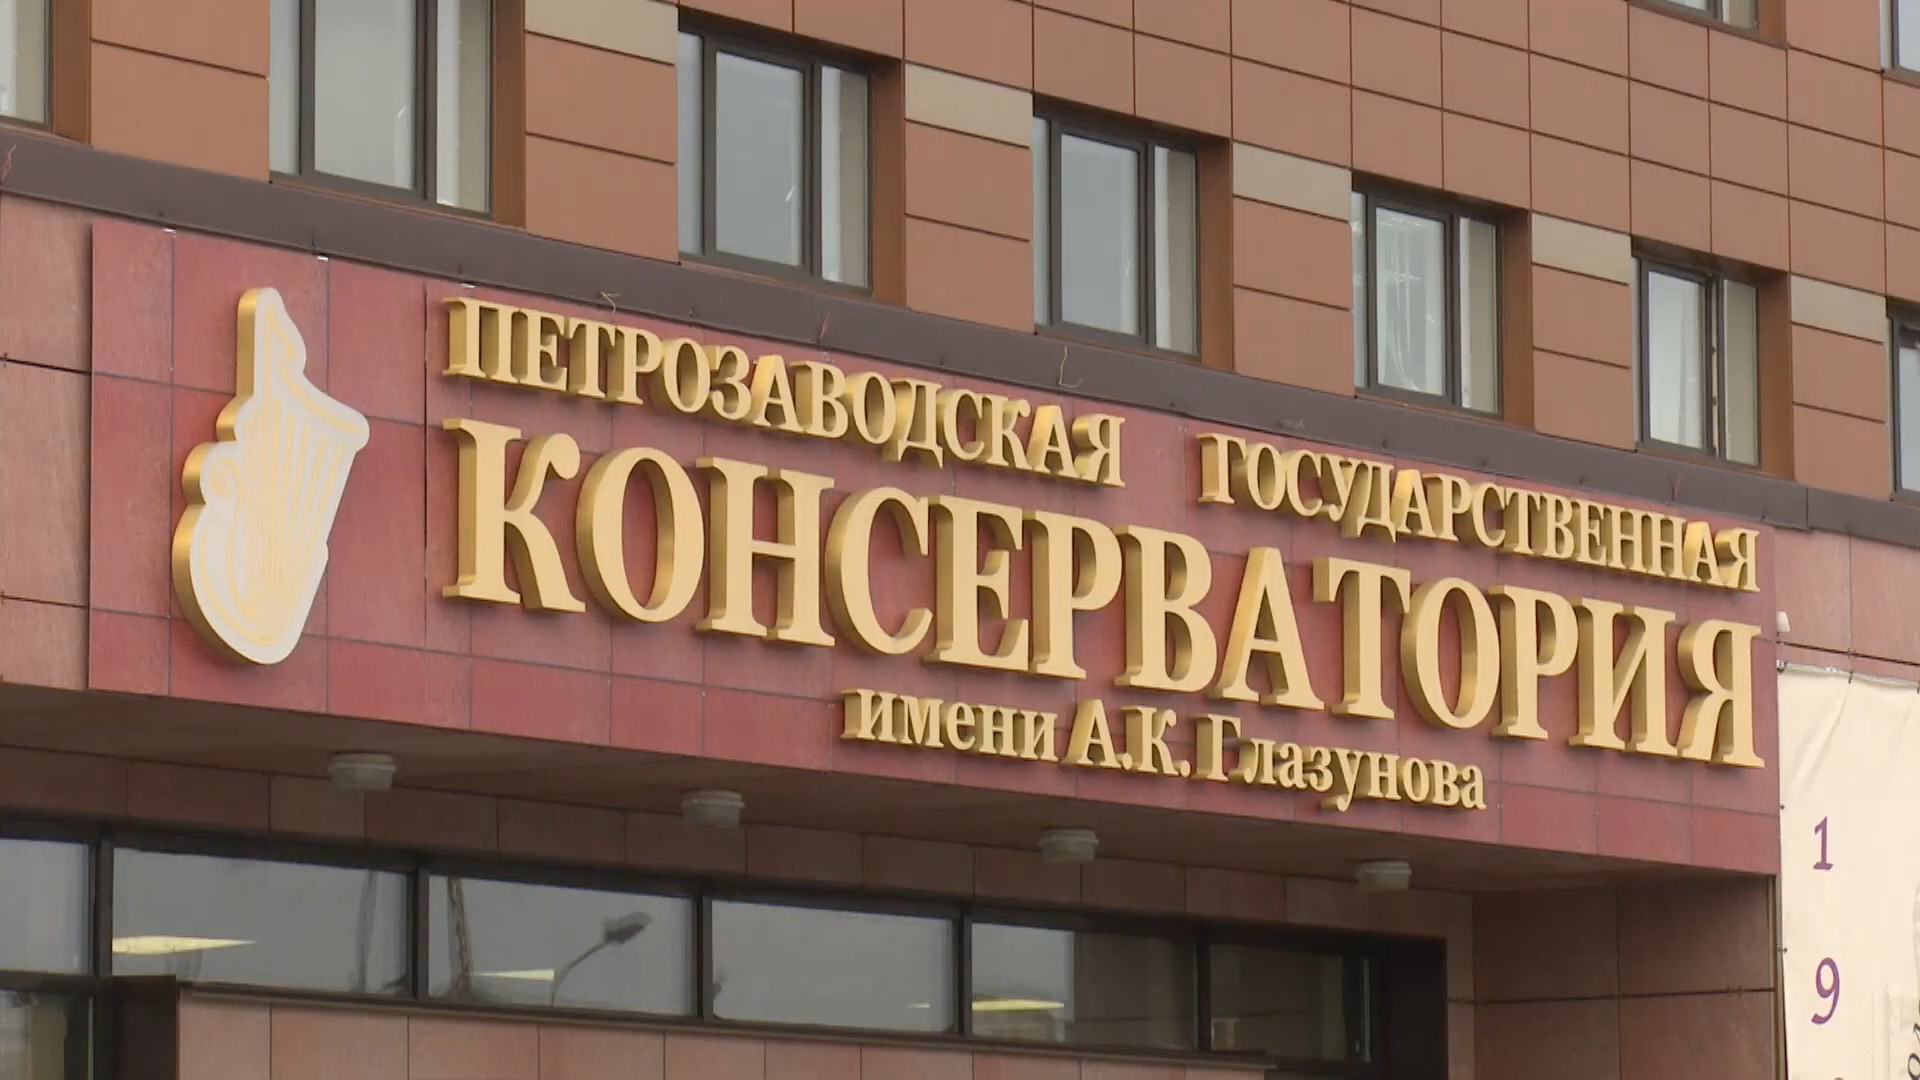 ПЕТРОЗАВОДСКАЯ ГОСУДАРСТВЕННАЯ
КОНСЕРВАТОРИЯ
имени А.К. Глазунова
1
9